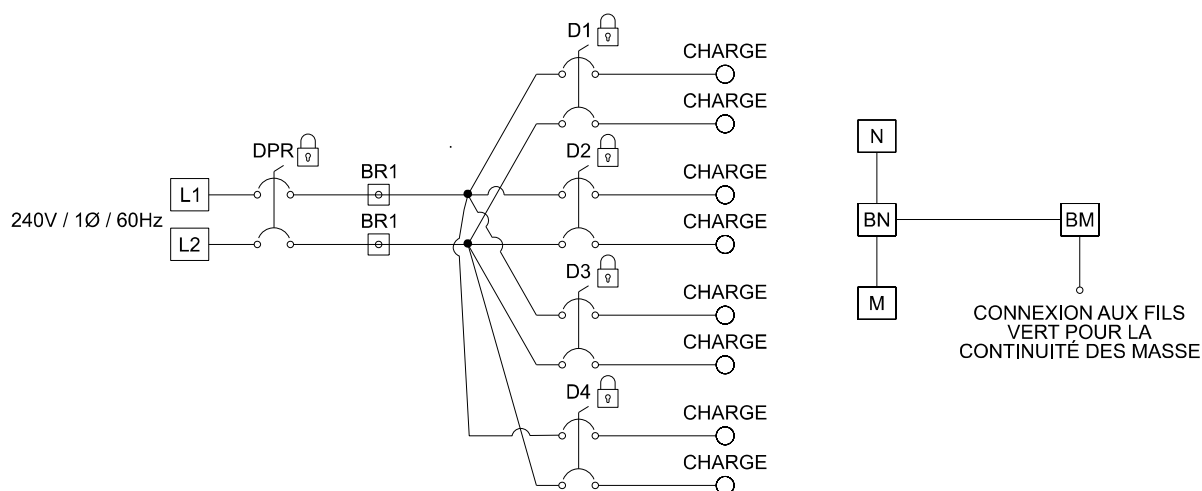 D1
CHARGE
CHARGE
DPR
BR1
D2
CHARGE
L1
240V / 1Ø / 60Hz
BR1
L2
CHARGE
D3
CHARGE
CHARGE
D4
CHARGE
CHARGE
N
BN
BM
M
CONNEXION AUX FILS
VERT POUR LA
CONTINUITÉ DES MASSE